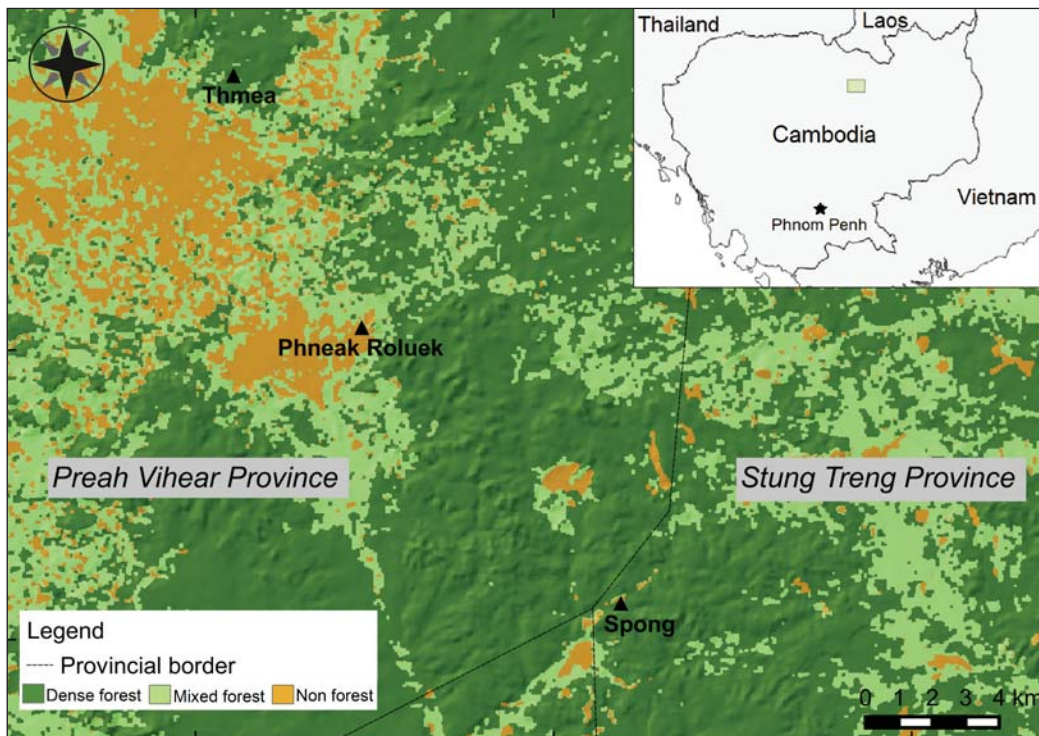 Thailand
Laos
Cambodia
Vietnam
Phnom Penh
Thmea
Phneak Roluek
Preah Vihear Province
Stung Treng Province
Spong
Legend
Provincial border
Dense forest Mixed forest Non forest
0 1 2 3 4 km